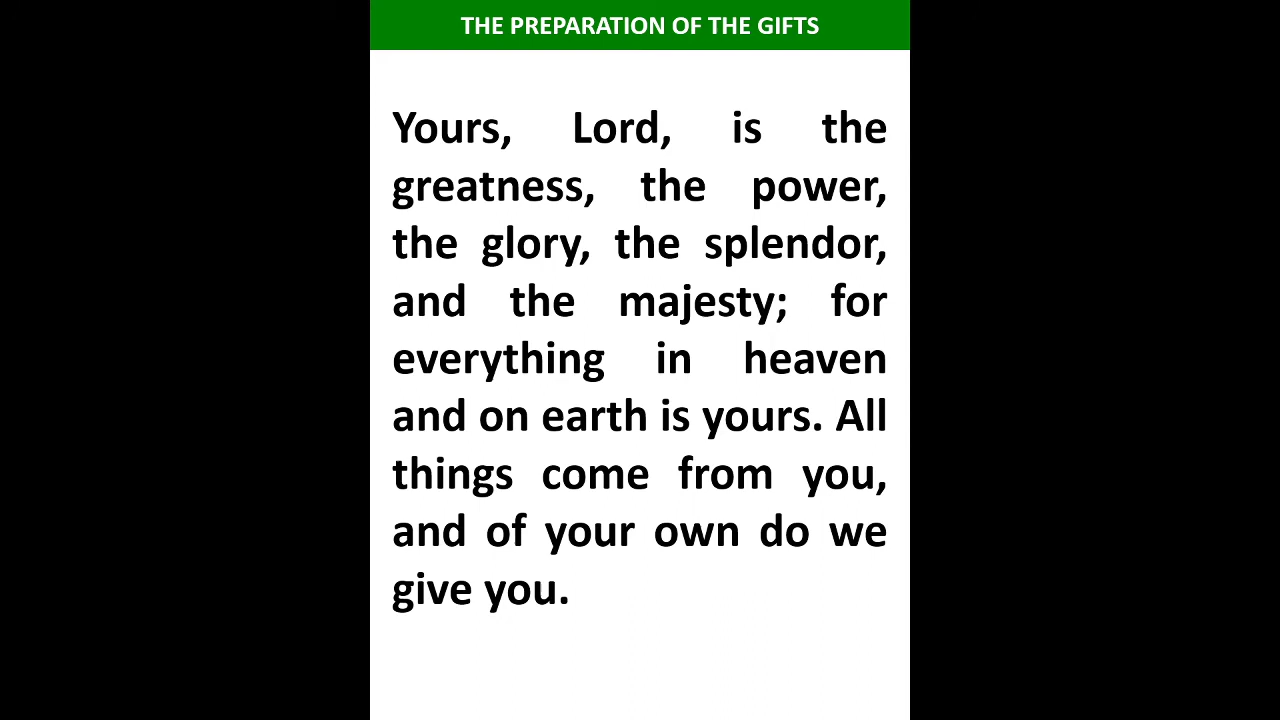 THE PREPARATION OF THE GIFTS
Yours, Lord, is the
greatness, the power,
the glory, the splendor,
and the majesty; for
everything in heaven
and on earth is yours. All
things come from you,
and of your own do we
give you.